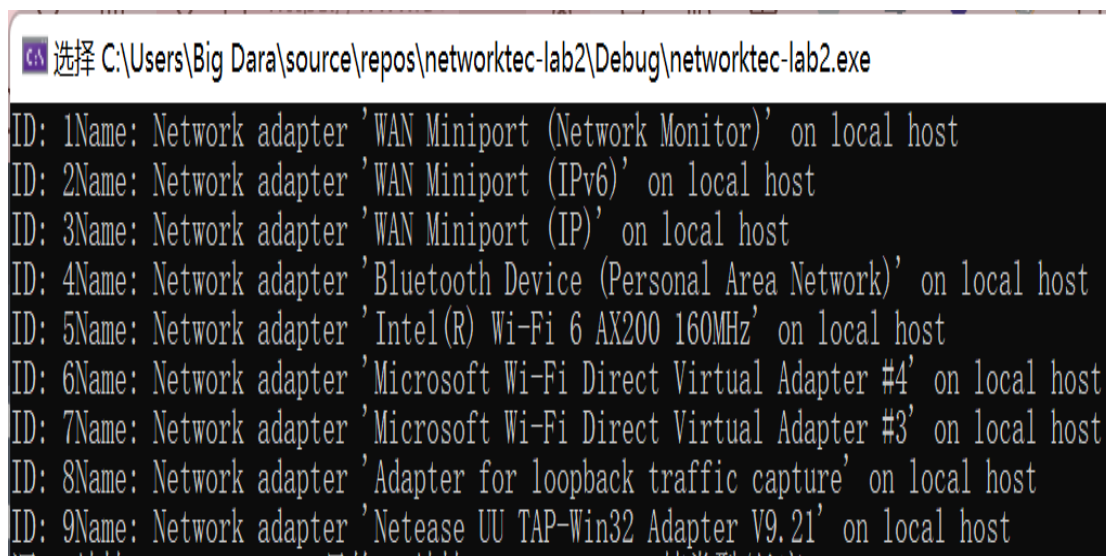 选择 C:\Users\Big Dara\source\repos\networktec-lab2\Debug\networktec-lab2.exe
ID: 1Name: Network adapter 'WAN Miniport (Network Monitor)' on local host
ID: 2Name: Network adapter 'WAN Miniport (IPv6)' on local host
ID: 3Name: Network adapter 'WAN Miniport (IP)' on local host
ID: 4Name: Network adapter 'Bluetooth Device (Personal Area Network)' on local host
ID: 5Name: Network adapter 'Intel(R) Wi-Fi 6 AX200 160MHz' on local host
ID: 6Name: Network adapter 'Microsoft Wi-Fi Direct Virtual Adapter #4' on local host
ID: 7Name: Network adapter 'Microsoft Wi-Fi Direct Virtual Adapter #3' on local host
ID: 8Name: Network adapter 'Adapter for loopback traffic capture' on local host
ID: 9Name: Network adapter 'Netease UU TAP-Win32 Adapter V9.21' on local host